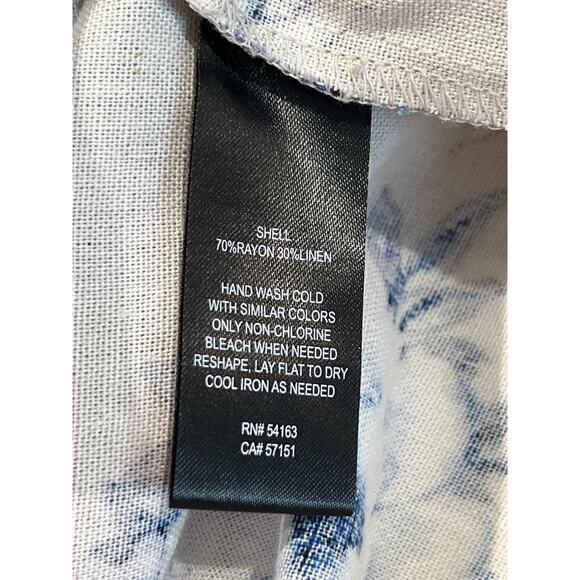 SHELL
70%RAYON 30%LINEN
HAND WASH COLD
WITH SIMILAR COLORS
ONLY NON-CHLORINE
BLEACH WHEN NEEDED
RESHAPE, LAY FLAT TO DRY
COOL IRON AS NEEDED
RN# 54163
CA# 57151